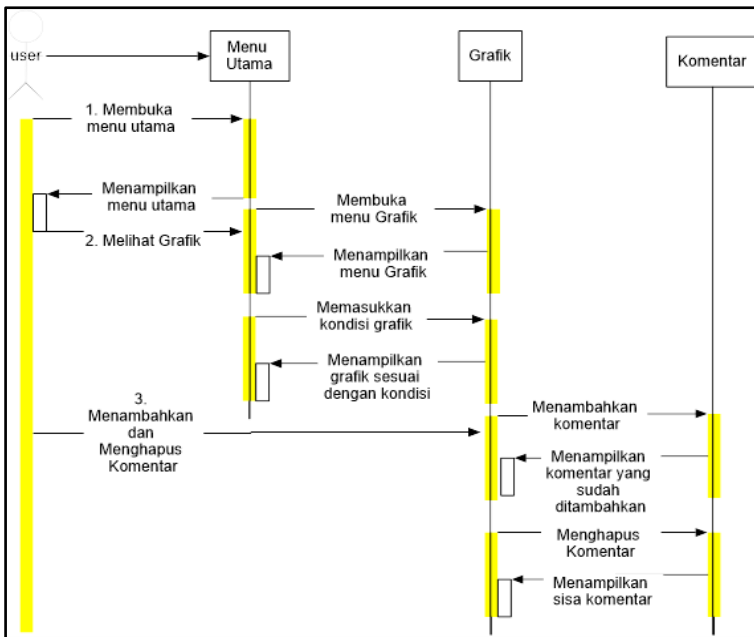 user
Menu
Utama
Grafik
Komentar
1. Membuka
menu utama
Menampilkan
menu utama
Membuka
menu Grafik
2. Melihat Grafik
Menampilkan
menu Grafik
Memasukkan
kondisi grafik
Menampilkan
grafik sesuai
dengan kondisi
3.
Menambahkan
dan
Menghapus
Komentar
Menambahkan
komentar
Menampilkan
komentar yang
sudah
ditambahkan
Menghapus
Komentar
Menampilkan
sisa komentar